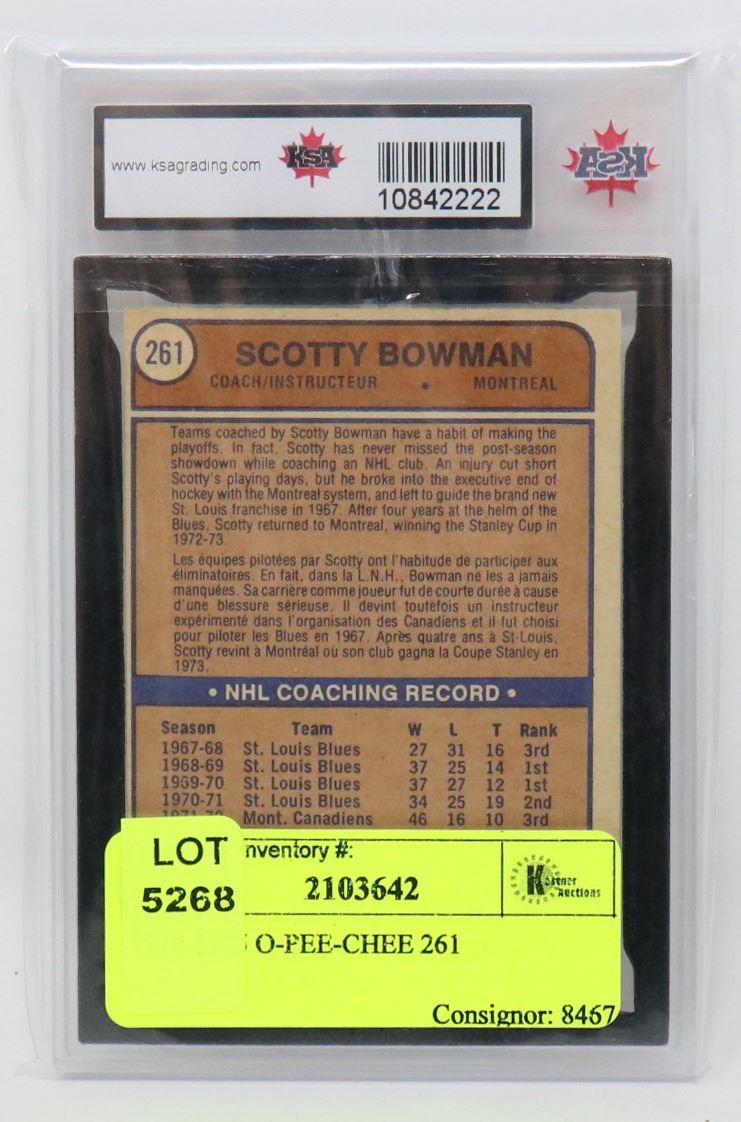 www.ksagrading.com
KSA
10842222
KSA
261
SCOTTY BOWMAN
COACH/INSTRUCTEUR • MONTREAL
Teams coached by Scotty Bowman have a habit of making the
playoffs. In fact, Scotty has never missed the post-season
showdown while coaching an NHL club. An injury cut short
Scotty's playing days, but he broke into the executive end of
hockey with the Montreal system, and left to guide the brand new
St. Louis franchise in 1967. After four years at the helm of the
Blues, Scotty returned to Montreal, winning the Stanley Cup in
1972-73.
Les équipes pilotées par Scotty ont l'habitude de participer aux
éliminatoires. En fait, dans la L.N.H., Bowman ne les a jamais
manquées. Sa carrière comme joueur fut de courte durée à cause
d'une blessure sérieuse. Il devint toutefois un instructeur
expérimenté dans l'organisation des Canadiens et il fut choisi
pour piloter les Blues en 1967. Après quatre ans à St-Louis,
Scotty revint à Montréal où son club gagna la Coupe Stanley en
1973.
• NHL COACHING RECORD •
Season Team W L T Rank
1967-68 St. Louis Blues 27 31 16 3rd
1968-69 St. Louis Blues 37 25 14 1st
1969-70 St. Louis Blues 37 27 12 1st
1970-71 St. Louis Blues 34 25 19 2nd
Mont. Canadiens 46 16 10 3rd
LOT
5268
nventory #:
2103642
Kastner
Auctions
O-PEE-CHEE 261
Consignor: 8467